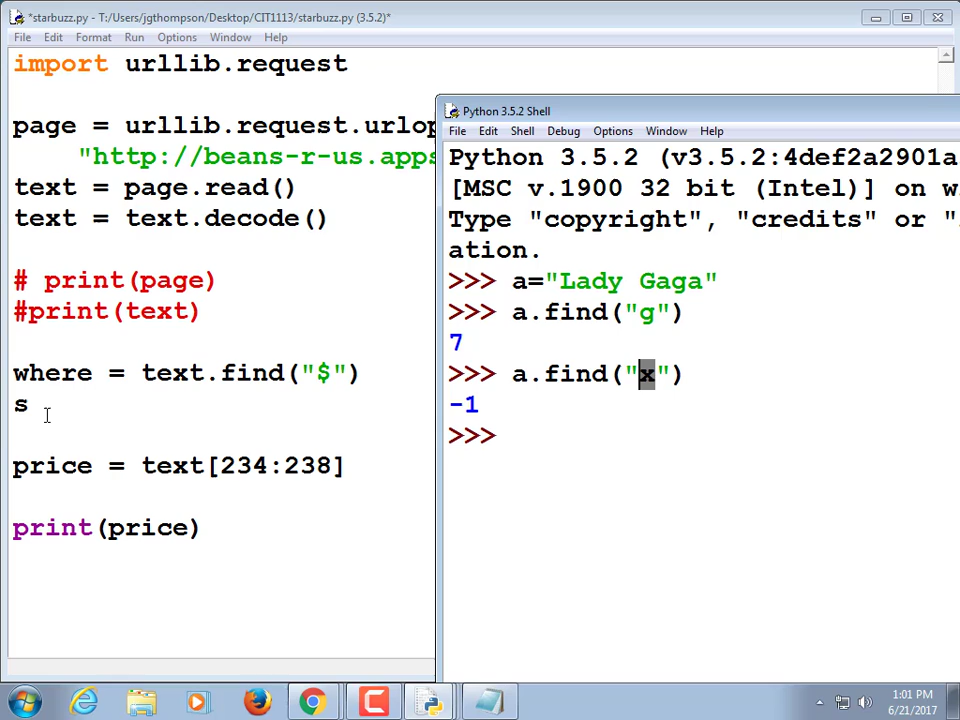 *starbuzz.py - T:/Users/jgthompson/Desktop/CIT1113/starbuzz.py (3.5.2)*
File Edit Format Run Options Window Help
import urllib.request
page = urllib.request.urlop
"http://beans-r-us.apps
text = page.read()
text = text.decode()
# print(page)
#print(text)
where = text.find("$")
s
price = text[234:238]
print(price)
Python 3.5.2 Shell
File Edit Shell Debug Options Window Help
Python 3.5.2 (v3.5.2:4def2a2901a
[MSC v.1900 32 bit (Intel)] on w
Type "copyright", "credits" or "
ation.
>>> a="Lady Gaga"
>>> a.find("g")
7
>>> a.find("x")
-1
>>>
1:01 PM
6/21/2017